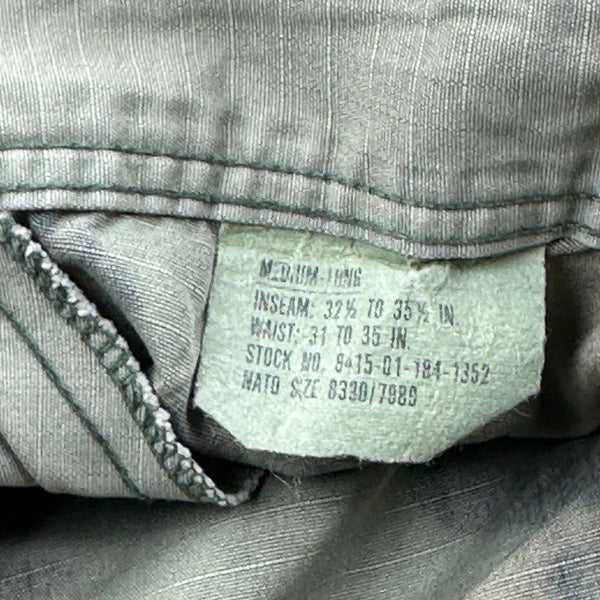 MEDIUM-LONG
INSEAM: 32½ TO 35½ IN.
WAIST: 31 TO 35 IN.
STOCK NO. 8415-01-184-1352
NATO SIZE 8390/7989